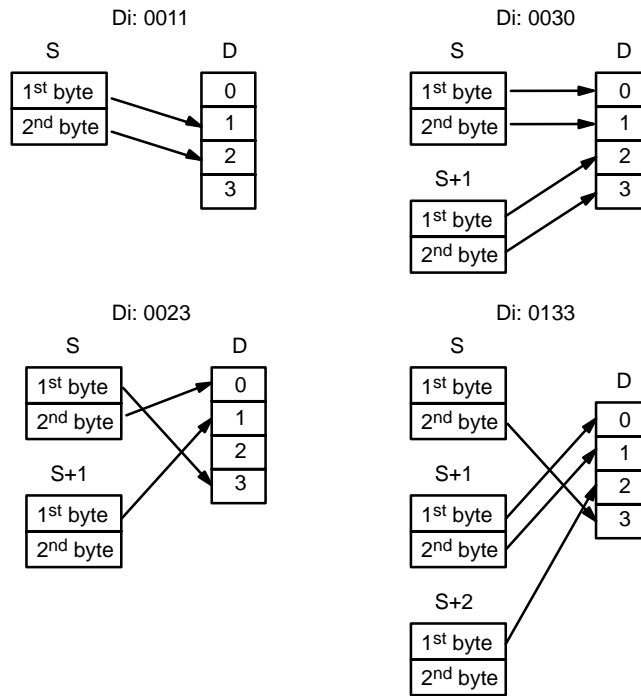 Di: 0011
S
D
1st byte
2nd byte
0
1
2
3
Di: 0030
S
D
1st byte
2nd byte
S+1
1st byte
2nd byte
0
1
2
3
Di: 0023
S
D
1st byte
2nd byte
S+1
1st byte
2nd byte
0
1
2
3
Di: 0133
S
D
1st byte
2nd byte
S+1
1st byte
2nd byte
S+2
1st byte
2nd byte
0
1
2
3